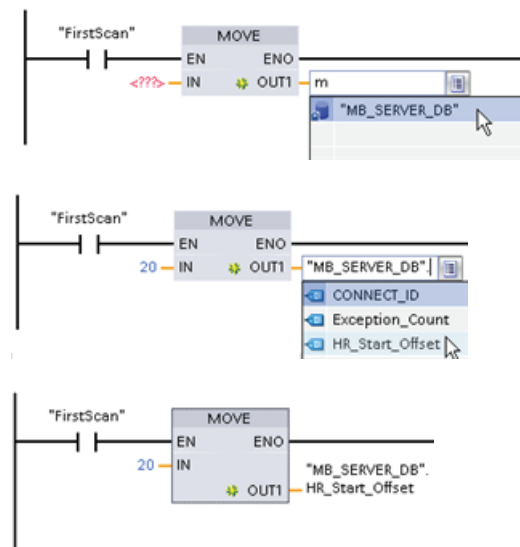 "FirstScan"
MOVE
EN ENO
<???> IN OUT1 m
"MB_SERVER_DB"
"FirstScan"
MOVE
EN ENO
20 IN OUT1 "MB_SERVER_DB".
CONNECT_ID
Exception_Count
HR_Start_Offset
"FirstScan"
MOVE
EN ENO
20 IN
"MB_SERVER_DB".
OUT1 HR_Start_Offset